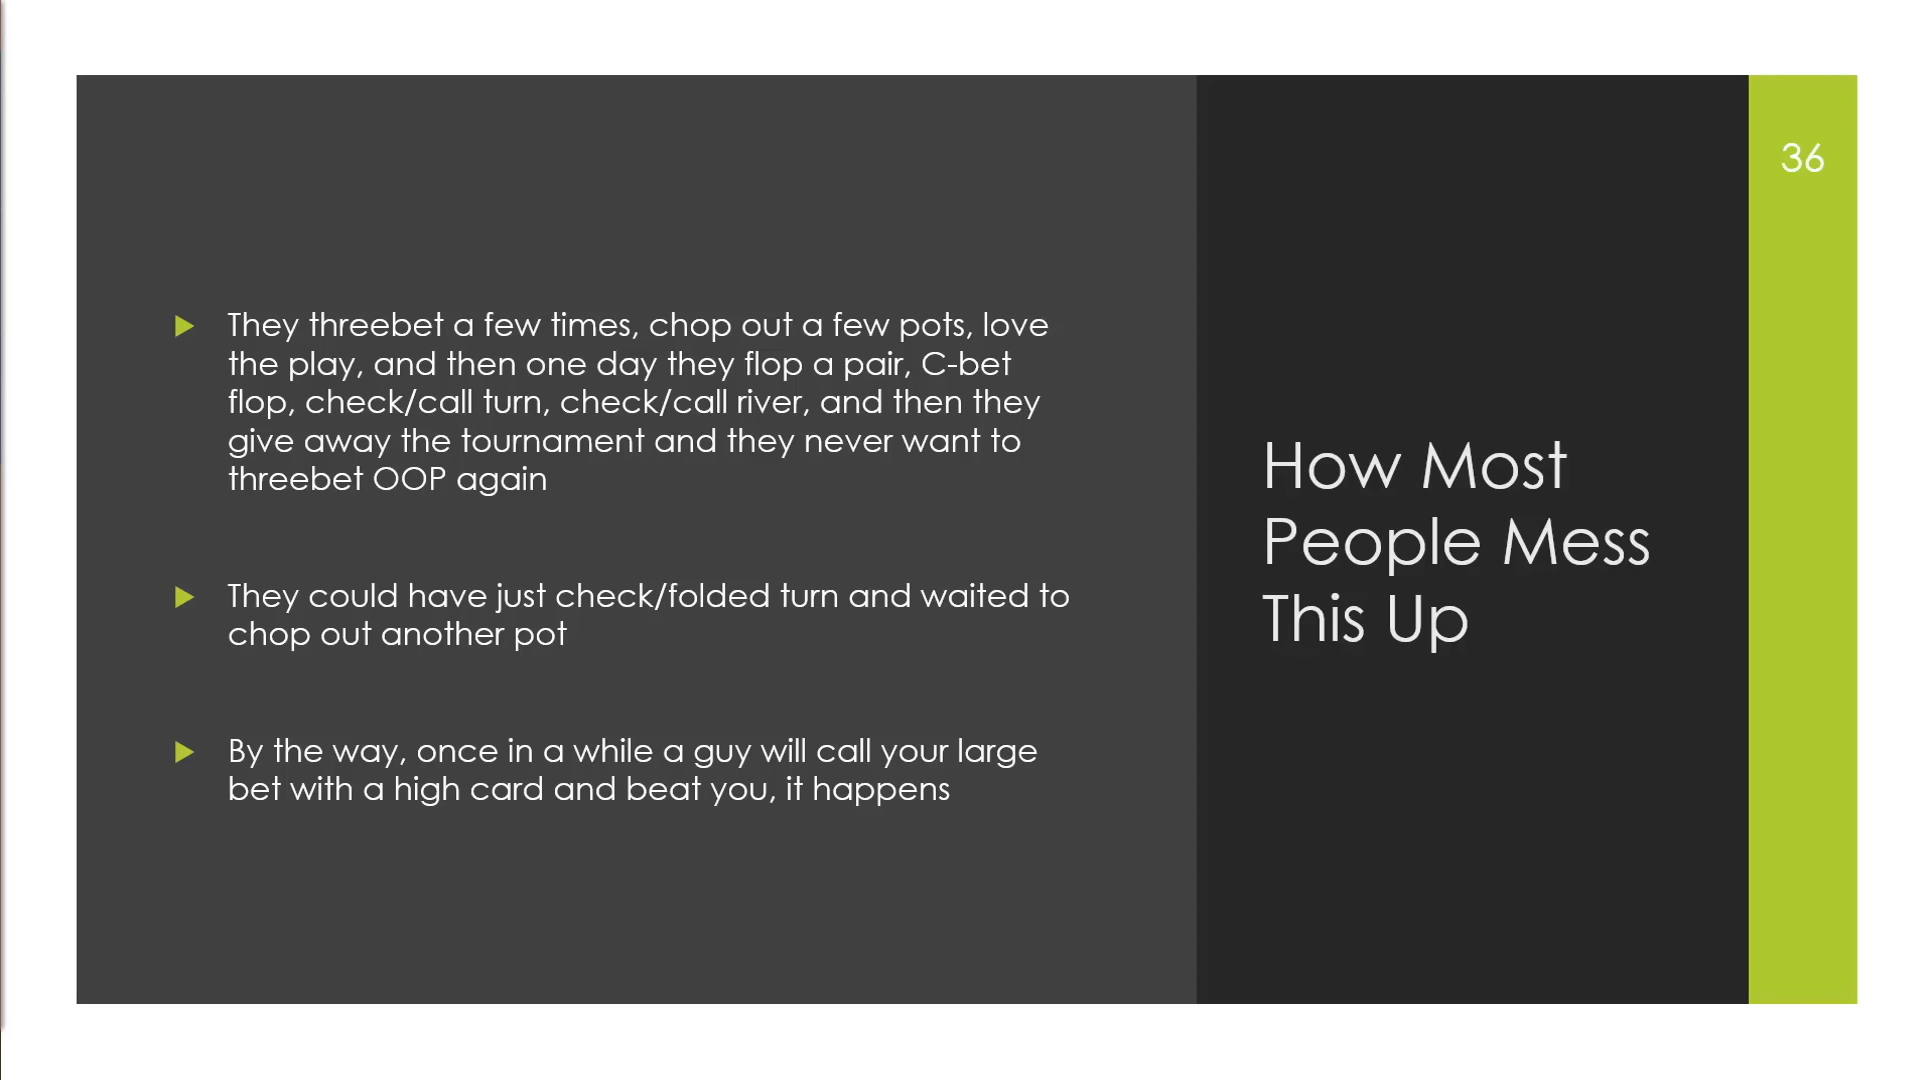 They threebet a few times, chop out a few pots, love
the play, and then one day they flop a pair, C-bet
flop, check/call turn, check/call river, and then they
give away the tournament and they never want to
threebet OOP again
They could have just check/folded turn and waited to
chop out another pot
By the way, once in a while a guy will call your large
bet with a high card and beat you, it happens
How Most
People Mess
This Up
36